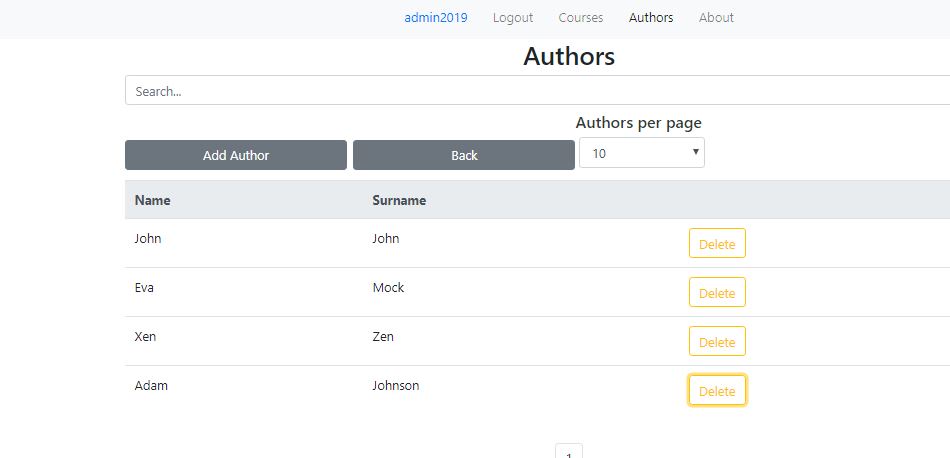 admin2019 Logout Courses Authors About
Authors
Search...
Authors per page
Add Author Back 10
Name Surname
John John Delete
Eva Mock Delete
Xen Zen Delete
Adam Johnson Delete
1